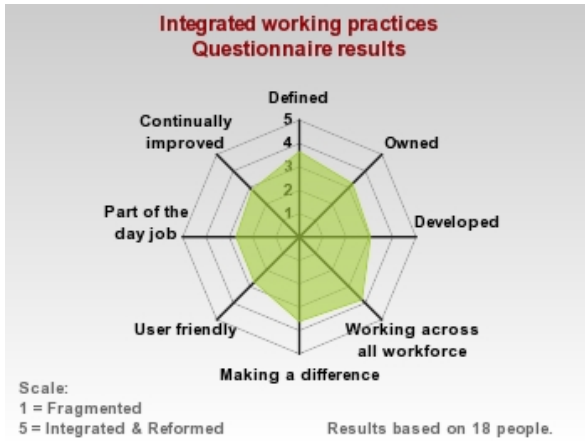 Integrated working practices
Questionnaire results
Defined
5
4
3
2
1
Owned
Developed
Working across
all workforce
Making a difference
User friendly
Part of the
day job
Continually
improved
Scale:
1 = Fragmented
5 = Integrated & Reformed
Results based on 18 people.